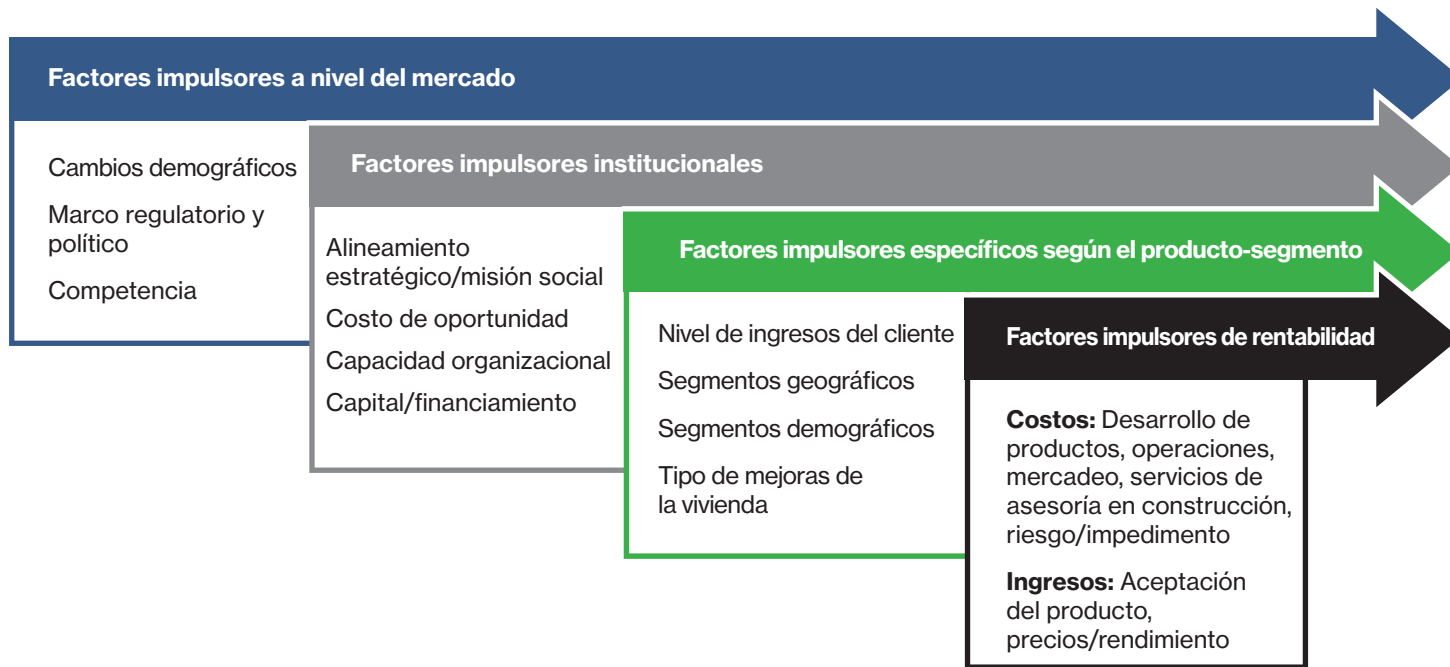 Factores impulsores a nivel del mercado
Cambios demográficos
Marco regulatorio y
político
Competencia
Factores impulsores institucionales
Alineamiento
estratégico/misión social
Costo de oportunidad
Capacidad organizacional
Capital/financiamiento
Factores impulsores específicos según el producto-segmento
Nivel de ingresos del cliente
Segmentos geográficos
Segmentos demográficos
Tipo de mejoras de
la vivienda
Factores impulsores de rentabilidad
Costos: Desarrollo de
productos, operaciones,
mercadeo, servicios de
asesoría en construcción,
riesgo/impedimento
Ingresos: Aceptación
del producto,
precios/rendimiento